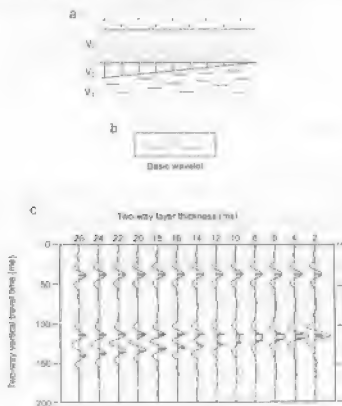 a
V₁
V₂
V₃
b
Basic wavelet
c
Two-way layer thickness (ms)
26 24 22 20 18 16 14 12 10 8 6 4 2
Two-way vertical travel time (ms)
0
50
100
150
200